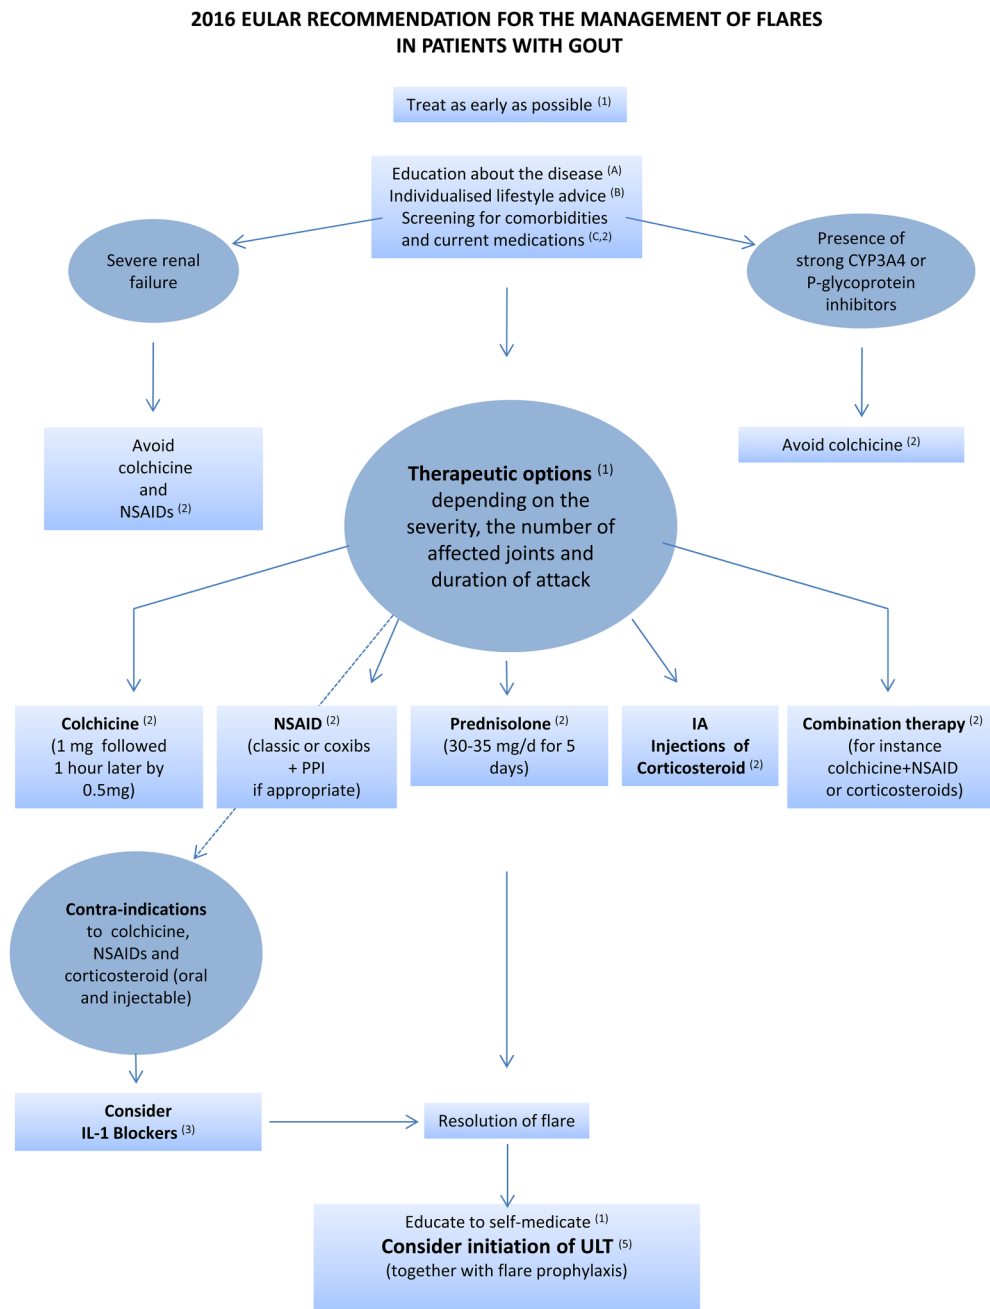 2016 EULAR RECOMMENDATION FOR THE MANAGEMENT OF FLARES
IN PATIENTS WITH GOUT
Treat as early as possible (1)
Education about the disease (A)
Individualised lifestyle advice (B)
Screening for comorbidities
and current medications (C,2)
Severe renal
failure
Presence of
strong CYP3A4 or
P-glycoprotein
inhibitors
Avoid
colchicine
and
NSAIDs (2)
Avoid colchicine (2)
Therapeutic options (1)
depending on the
severity, the number of
affected joints and
duration of attack
Colchicine (2)
(1 mg followed
1 hour later by
0.5mg)
NSAID (2)
(classic or coxibs
+ PPI
if appropriate)
Prednisolone (2)
(30-35 mg/d for 5
days)
IA
Injections of
Corticosteroid (2)
Combination therapy (2)
(for instance
colchicine+NSAID
or corticosteroids)
Contra-indications
to colchicine,
NSAIDs and
corticosteroid (oral
and injectable)
Consider
IL-1 Blockers (3)
Resolution of flare
Educate to self-medicate (1)
Consider initiation of ULT (5)
(together with flare prophylaxis)